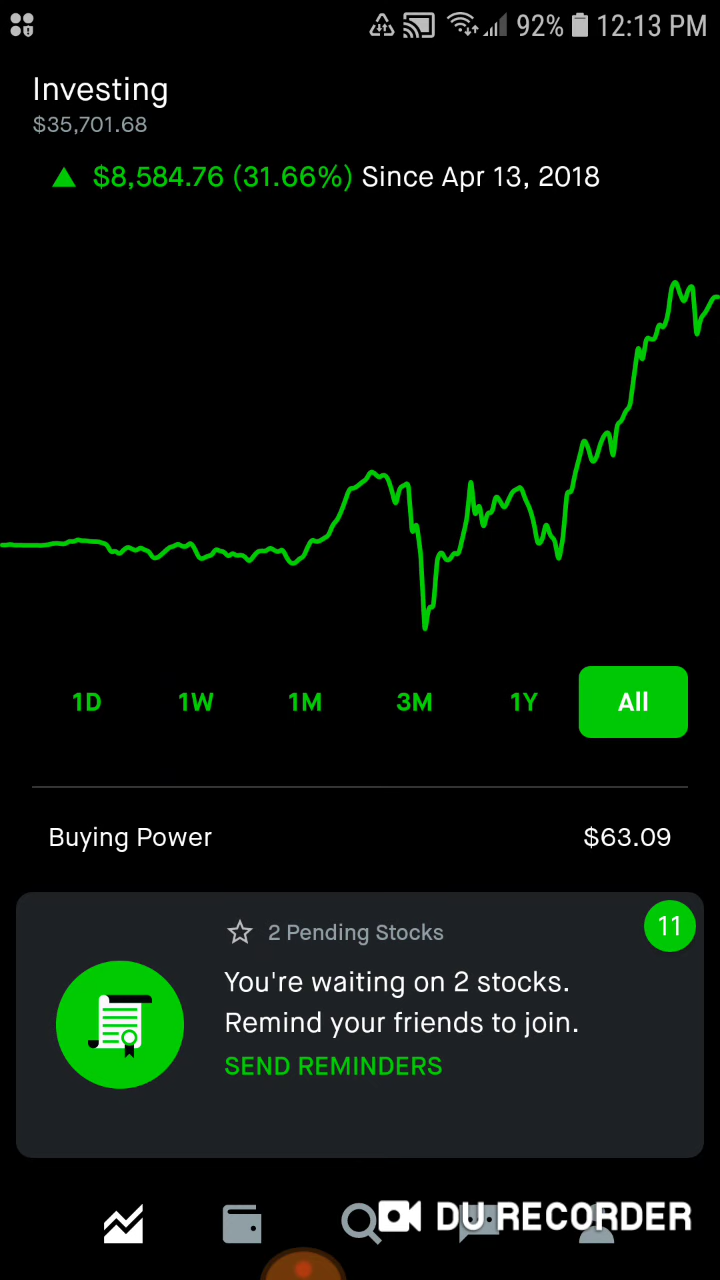 92% 12:13 PM
Investing
$35,701.68
$8,584.76 (31.66%) Since Apr 13, 2018
1D 1W 1M 3M 1Y All
Buying Power $63.09
2 Pending Stocks 11
You're waiting on 2 stocks.
Remind your friends to join.
SEND REMINDERS
DU RECORDER